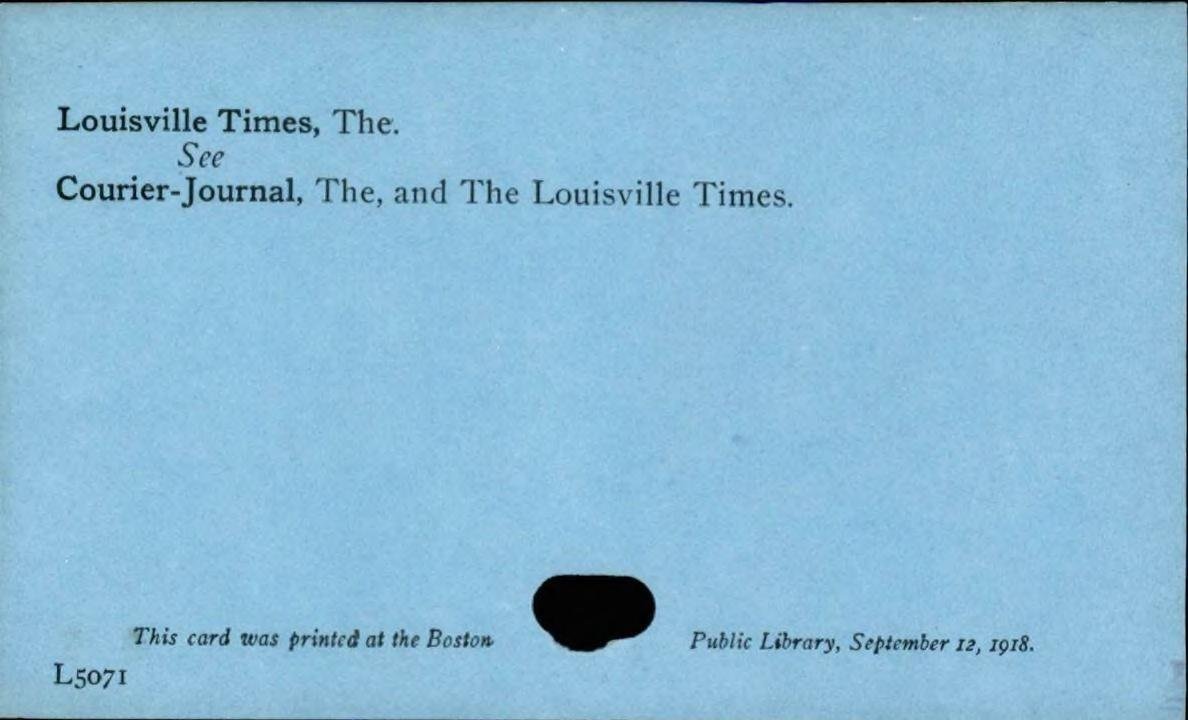 Louisville Times, The.
See
Courier-Journal, The, and The Louisville Times.
This card was printed at the Boston Public Library, September 12, 1918.
L5071